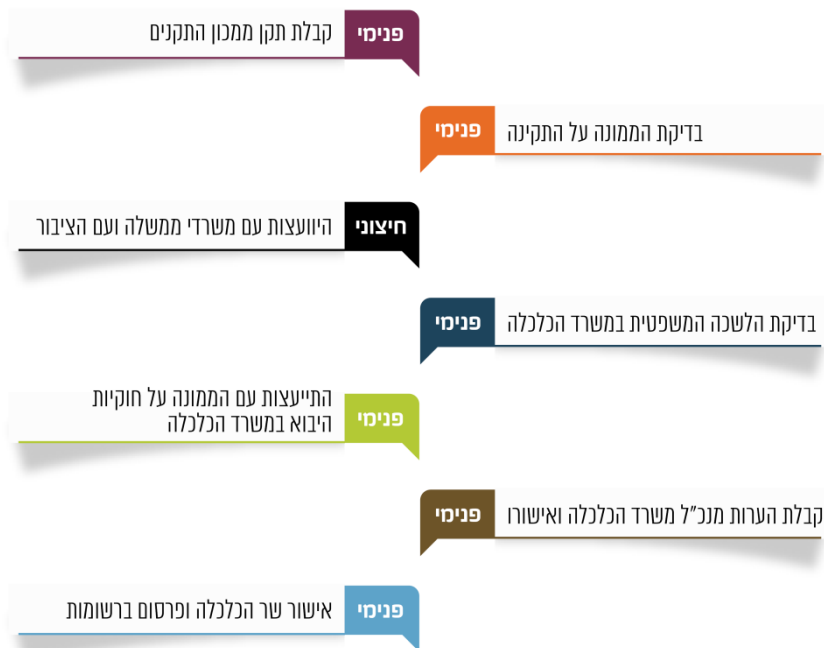 פנימי קבלת תקן ממכון התקנים
פנימי בדיקת הממונה על התקינה
חיצוני היוועצות עם משרדי ממשלה ועם הציבור
פנימי בדיקת הלשכה המשפטית במשרד הכלכלה
פנימי התייעצות עם הממונה על חוקיות
היבוא במשרד הכלכלה
פנימי קבלת הערות מנכ"ל משרד הכלכלה ואישורו
פנימי אישור שר הכלכלה ופרסום ברשומות